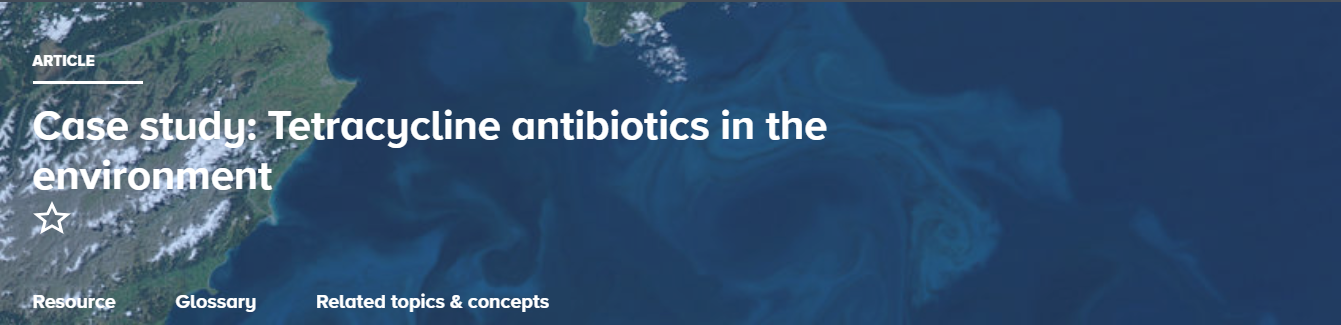 ARTICLE
Case study: Tetracycline antibiotics in the
environment
Resource Glossary Related topics & concepts